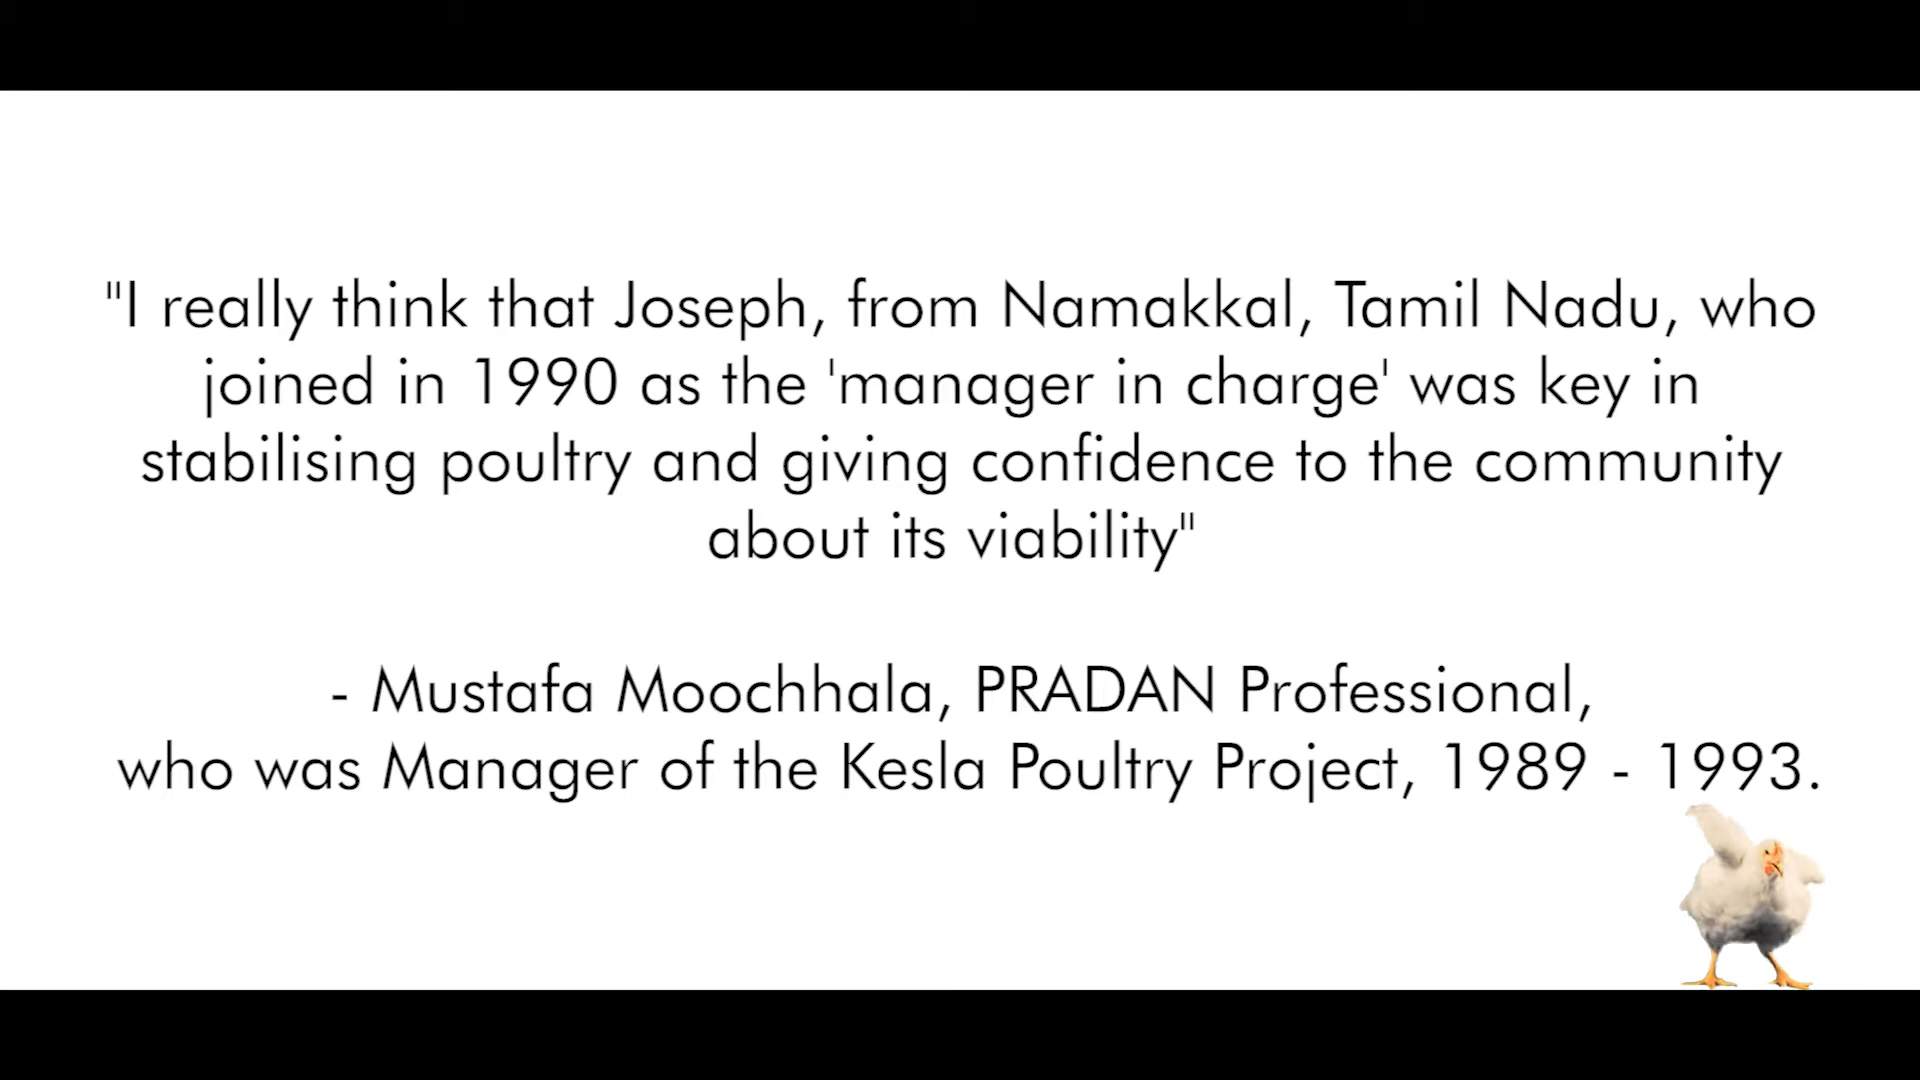 "I really think that Joseph, from Namakkal, Tamil Nadu, who
joined in 1990 as the 'manager in charge' was key in
stabilising poultry and giving confidence to the community
about its viability"
- Mustafa Moochhala, PRADAN Professional,
who was Manager of the Kesla Poultry Project, 1989 - 1993.